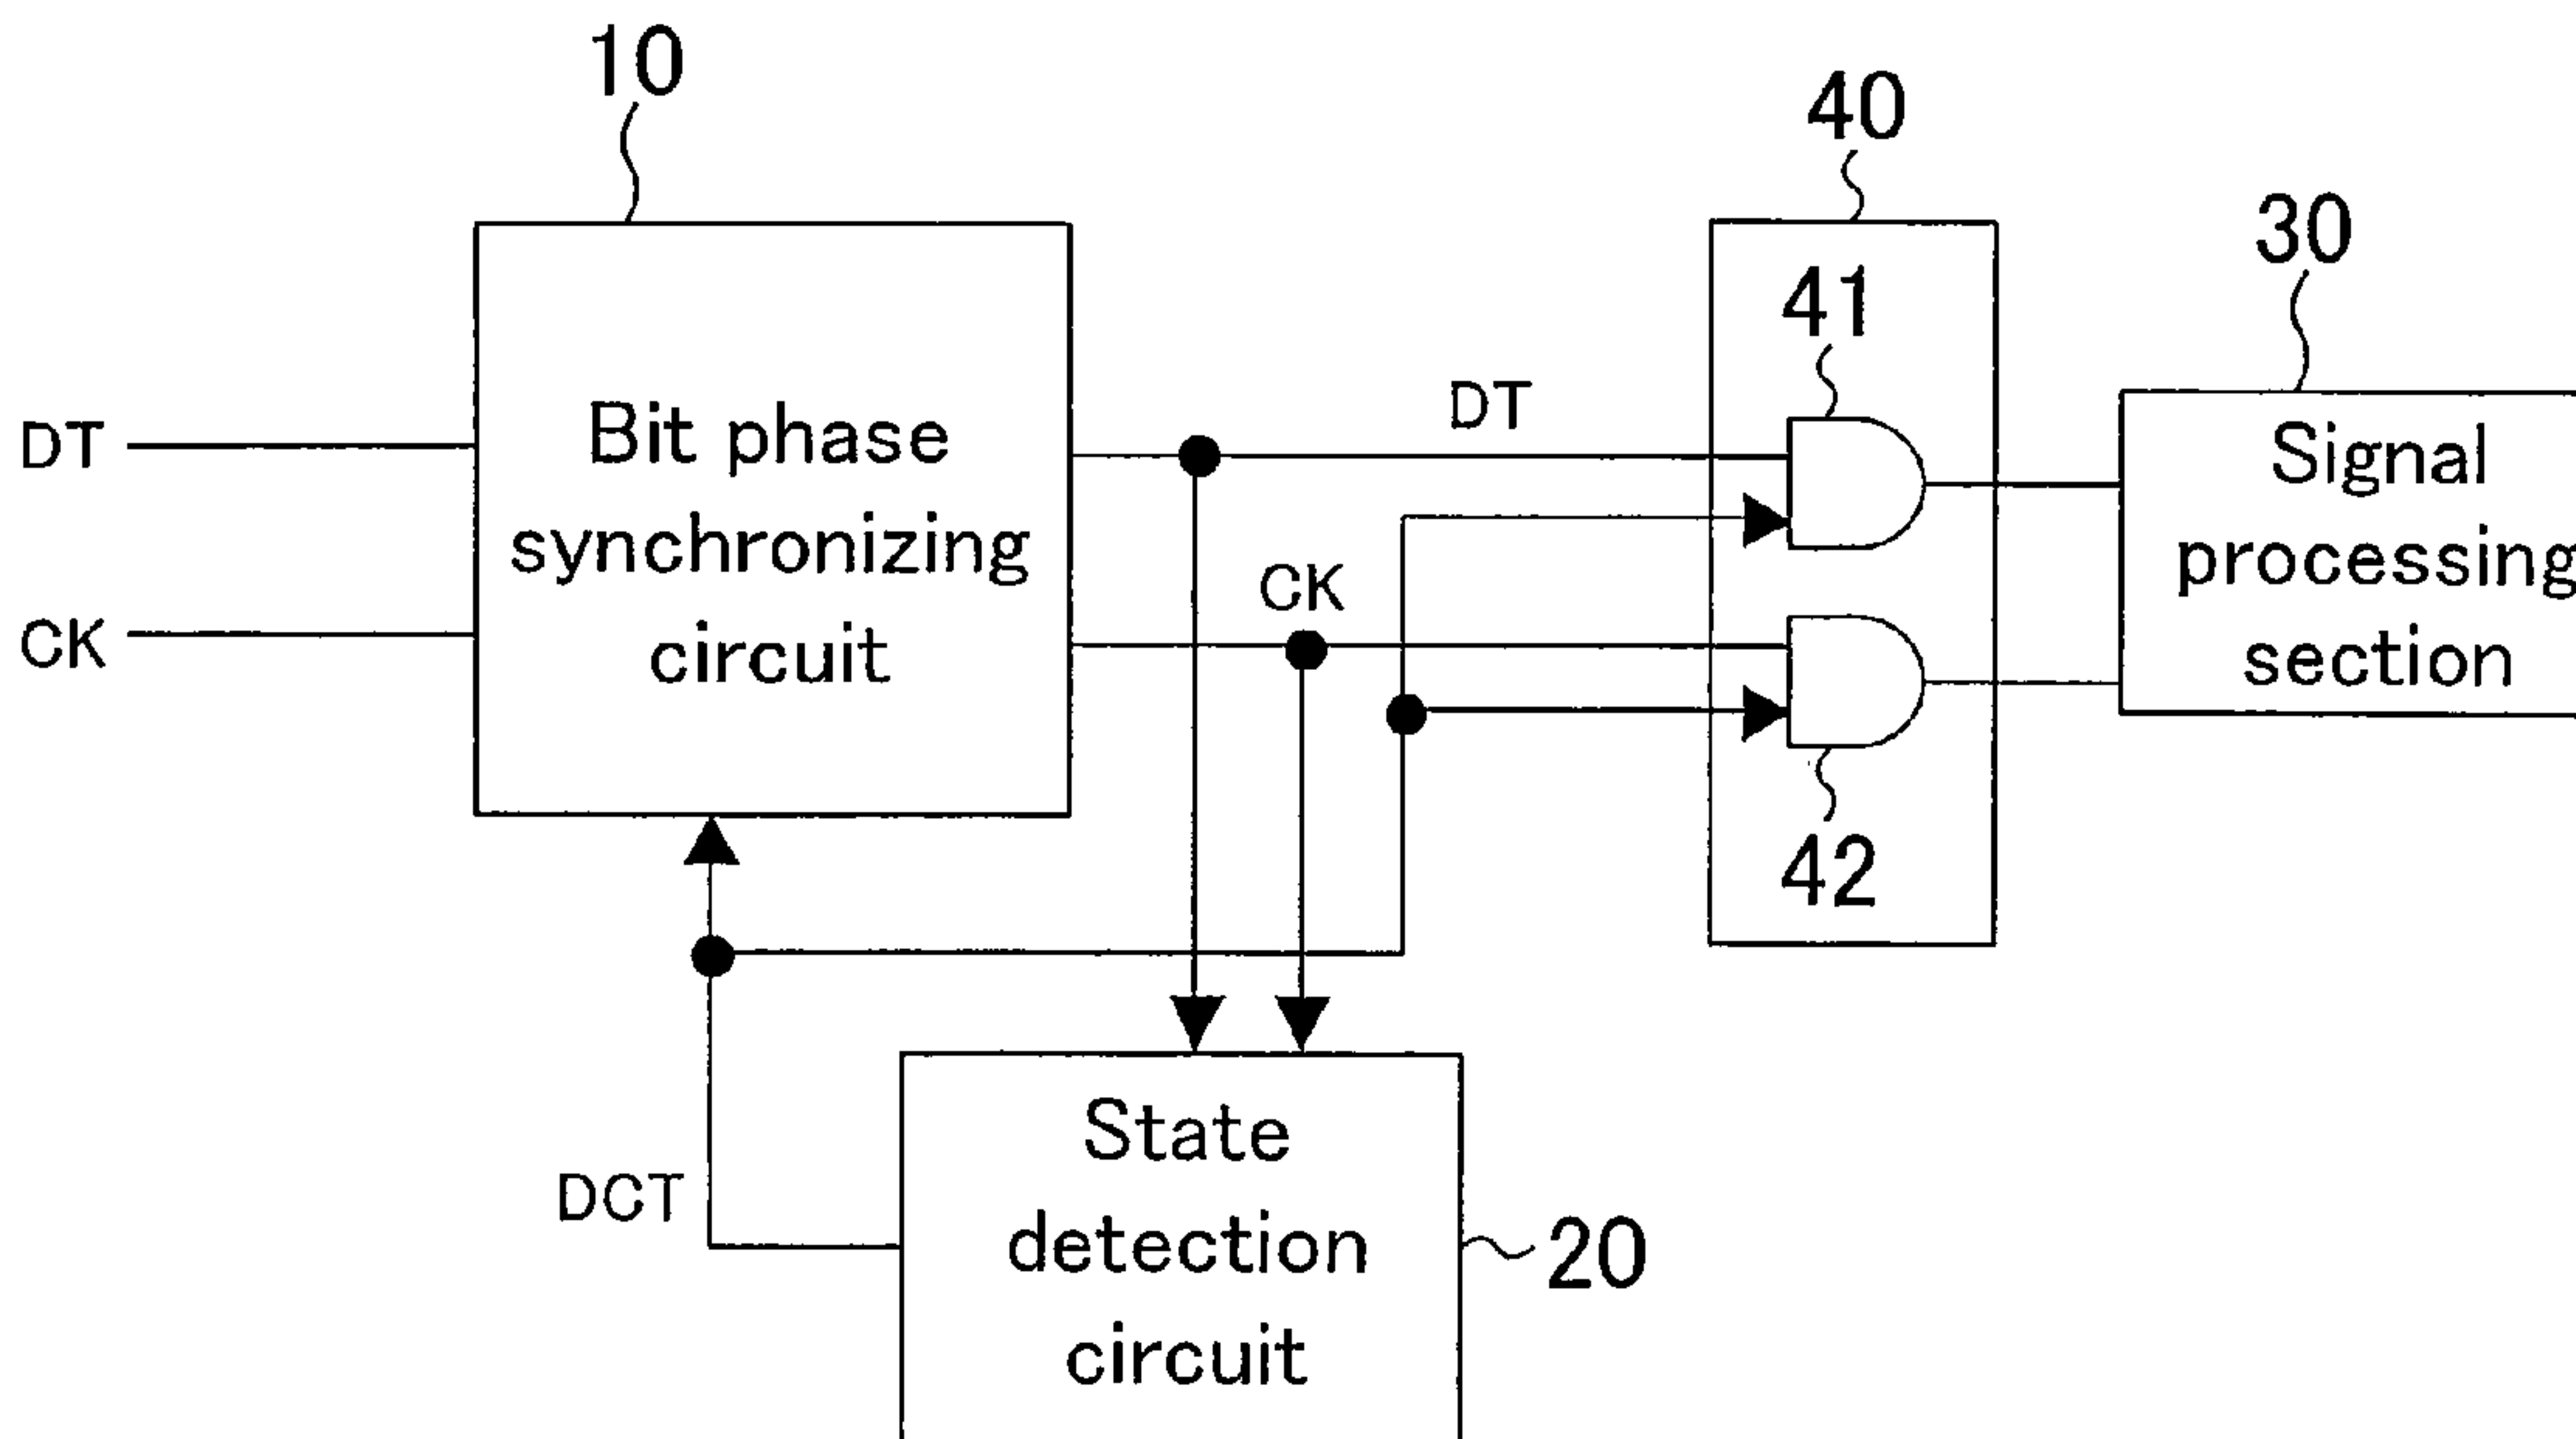 10
40
30
41
DT
DT
CK
CK
Bit phase
synchronizing
circuit
Signal
processing
section
42
DCT
State
detection
circuit
20